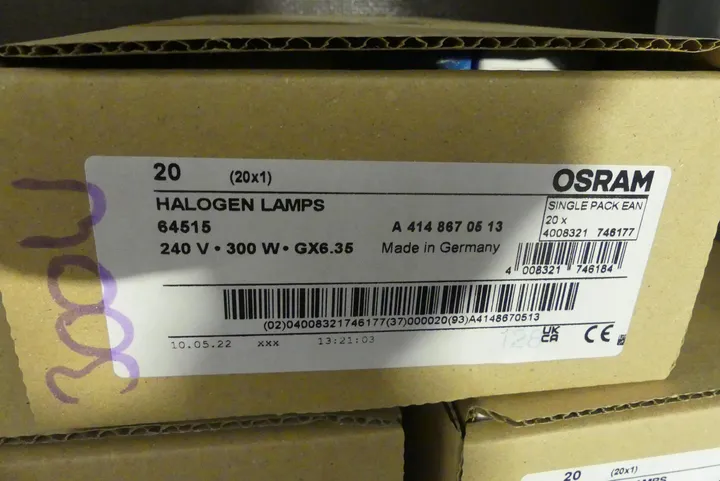 20 (20x1)
OSRAM
HALOGEN LAMPS
SINGLE PACK EAN
64515
A 414 867 05 13
20 x
240 V • 300 W • GX6.35
Made in Germany
4008321 746177
4 008321 746184
(02)04008321746177(37)000020(93)A4148670513
10.05.22 xxx 13:21:03
UK
CA
CE
300W
20 (20x1)